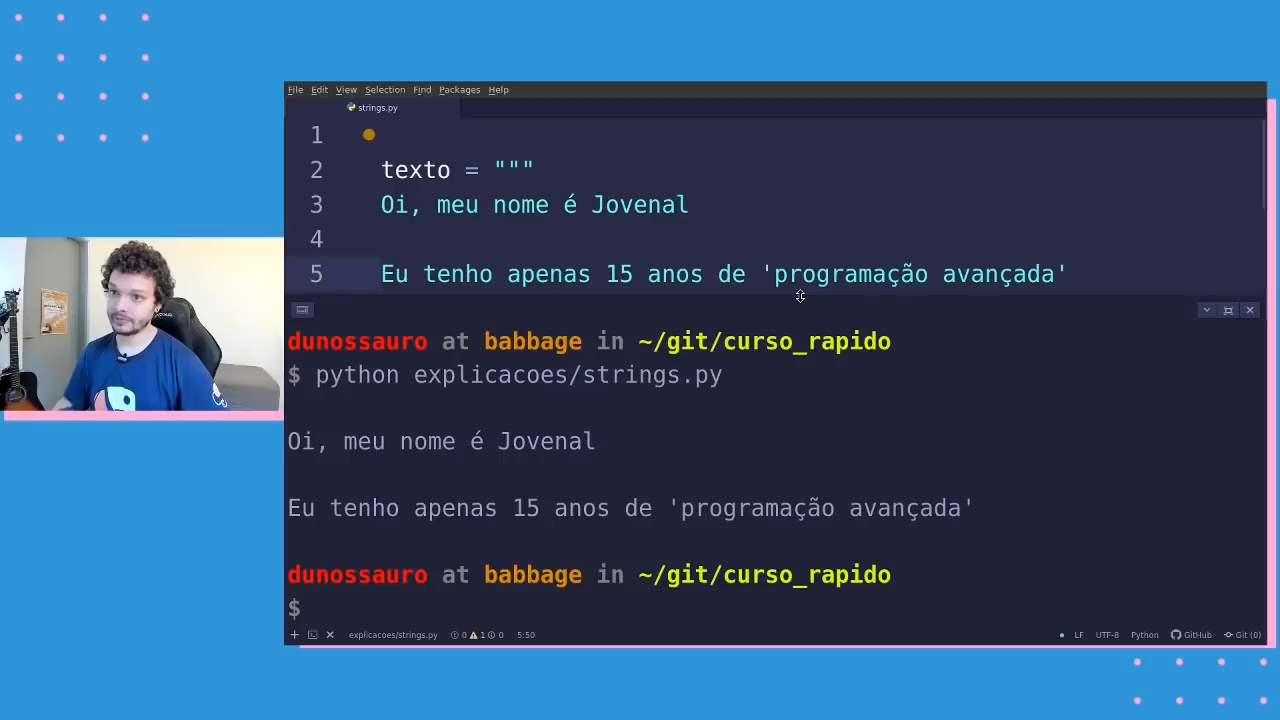 File Edit View Selection Find Packages Help
strings.py
1
2 texto = """
3 Oi, meu nome é Jovenal
4
5 Eu tenho apenas 15 anos de 'programação avançada'
dunossauro at babbage in ~/git/curso_rapido
$ python explicacoes/strings.py
Oi, meu nome é Jovenal
Eu tenho apenas 15 anos de 'programação avançada'
dunossauro at babbage in ~/git/curso_rapido
$
explicacoes/strings.py 0 1 0 5:50 LF UTF-8 Python GitHub Git (0)